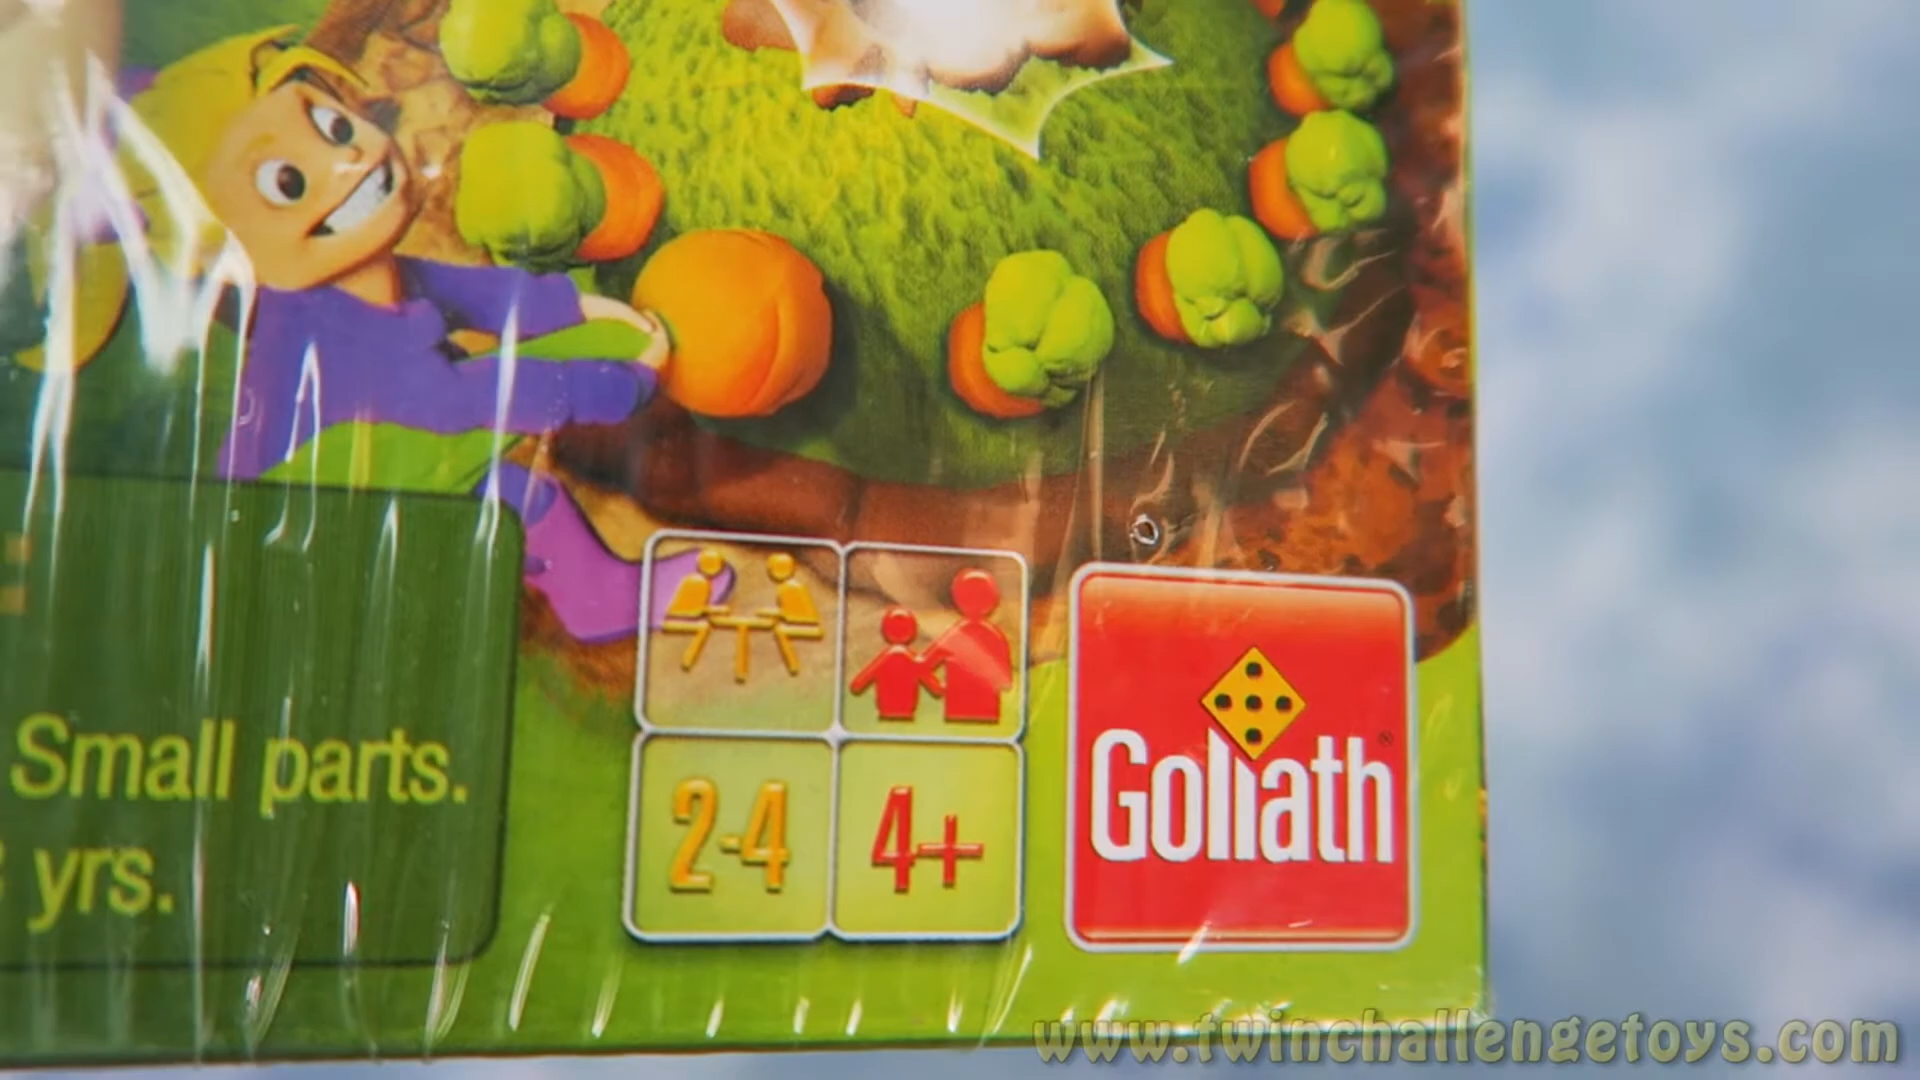 Small parts.
yrs.
2-4
4+
Goliath®
www.twinchallengetoys.com